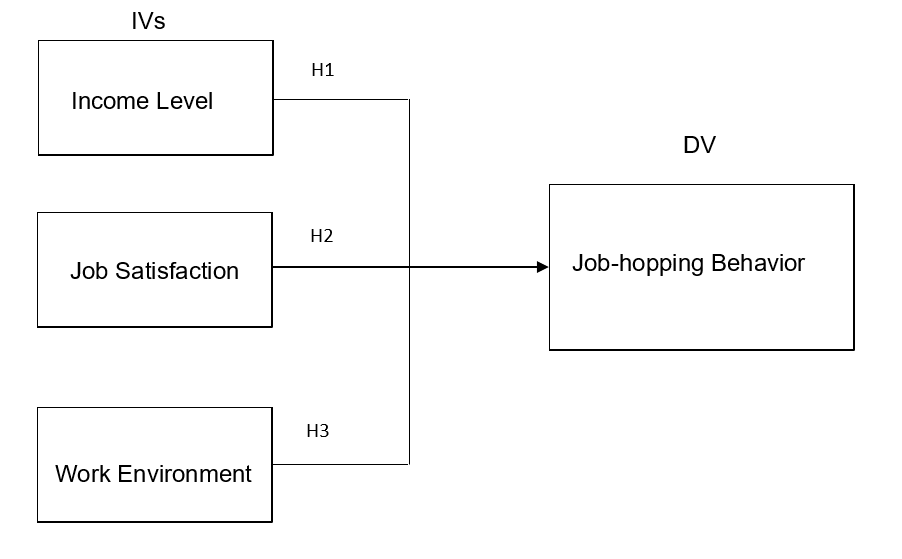 IVs
H1
Income Level
DV
H2
Job Satisfaction
Job-hopping Behavior
H3
Work Environment